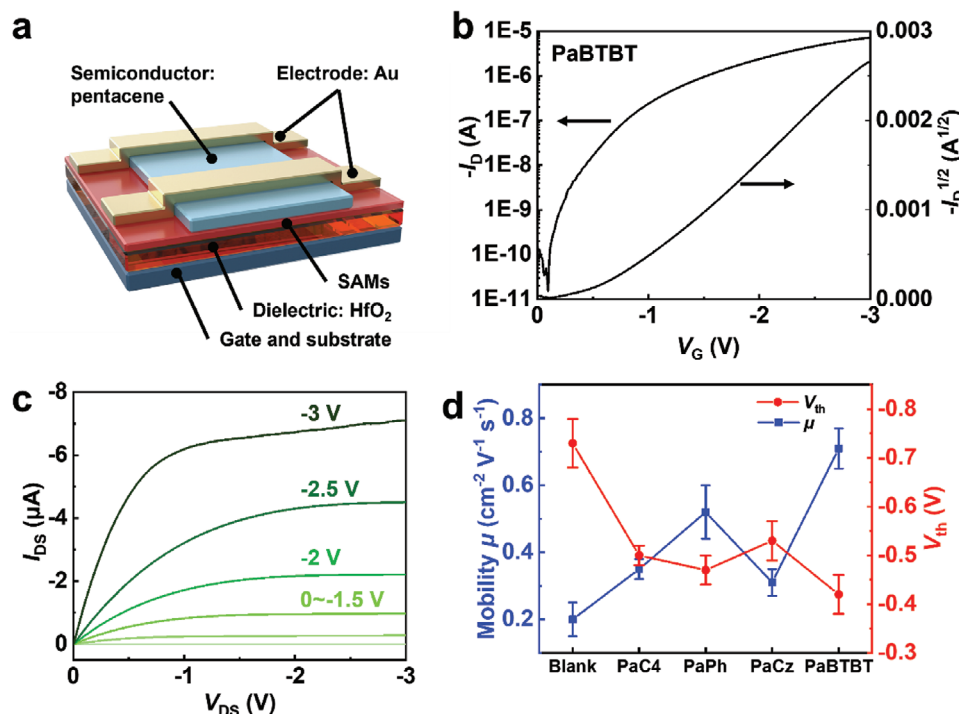 a
Semiconductor:
pentacene
Electrode: Au
SAMs
Dielectric: HfO2
Gate and substrate
b
PaBTBT
1E-5
1E-6
1E-7
1E-8
1E-9
1E-10
1E-11
-ID (A)
0.003
0.002
0.001
0.000
-ID^1/2 (A^1/2)
0
-1
-2
-3
VG (V)
c
-8
-6
-4
-2
0
IDS (μA)
-3 V
-2.5 V
-2 V
0~-1.5 V
0
-1
-2
-3
VDS (V)
d
Vth
μ
0.8
0.6
0.4
0.2
Mobility μ (cm-2 V-1 s-1)
-0.8
-0.7
-0.6
-0.5
-0.4
-0.3
Vth (V)
Blank
PaC4
PaPh
PaCz
PaBTBT